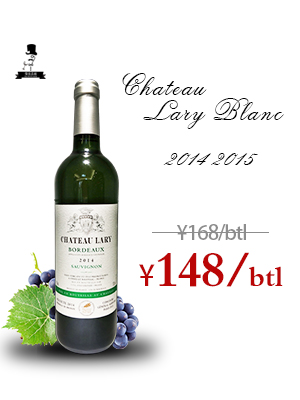 Chateau
Lary Blanc
2014 2015
¥168/btl
¥148/btl
CHATEAU LARY
BORDEAUX
2014
SAUVIGNON